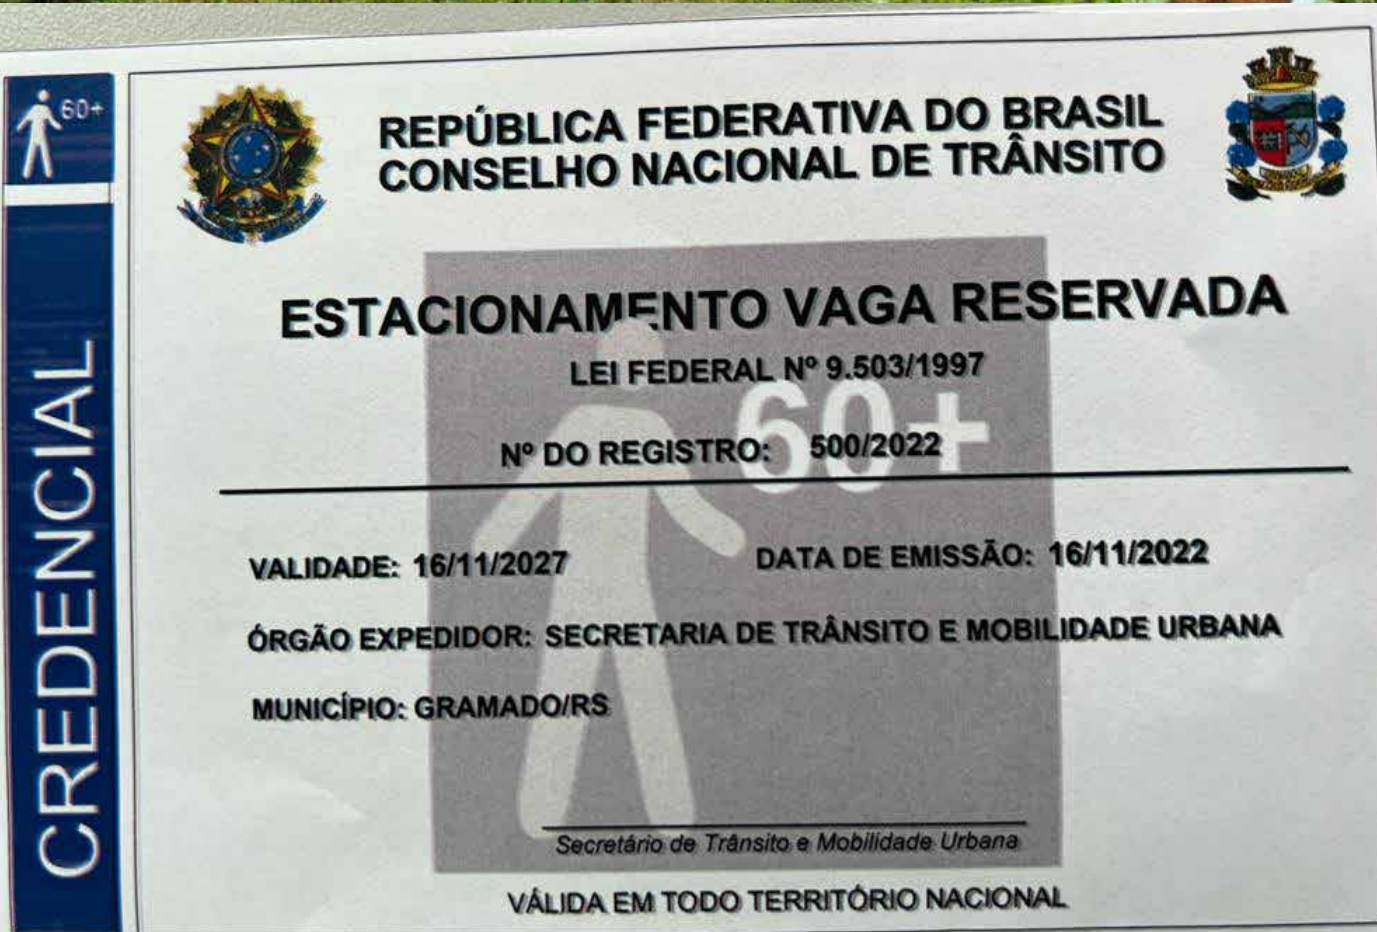 60+
CREDENCIAL
REPÚBLICA FEDERATIVA DO BRASIL
CONSELHO NACIONAL DE TRÂNSITO
ESTACIONAMENTO VAGA RESERVADA
LEI FEDERAL Nº 9.503/1997
60+
Nº DO REGISTRO: 500/2022
VALIDADE: 16/11/2027 DATA DE EMISSÃO: 16/11/2022
ÓRGÃO EXPEDIDOR: SECRETARIA DE TRÂNSITO E MOBILIDADE URBANA
MUNICÍPIO: GRAMADO/RS
Secretário de Trânsito e Mobilidade Urbana
VÁLIDA EM TODO TERRITÓRIO NACIONAL